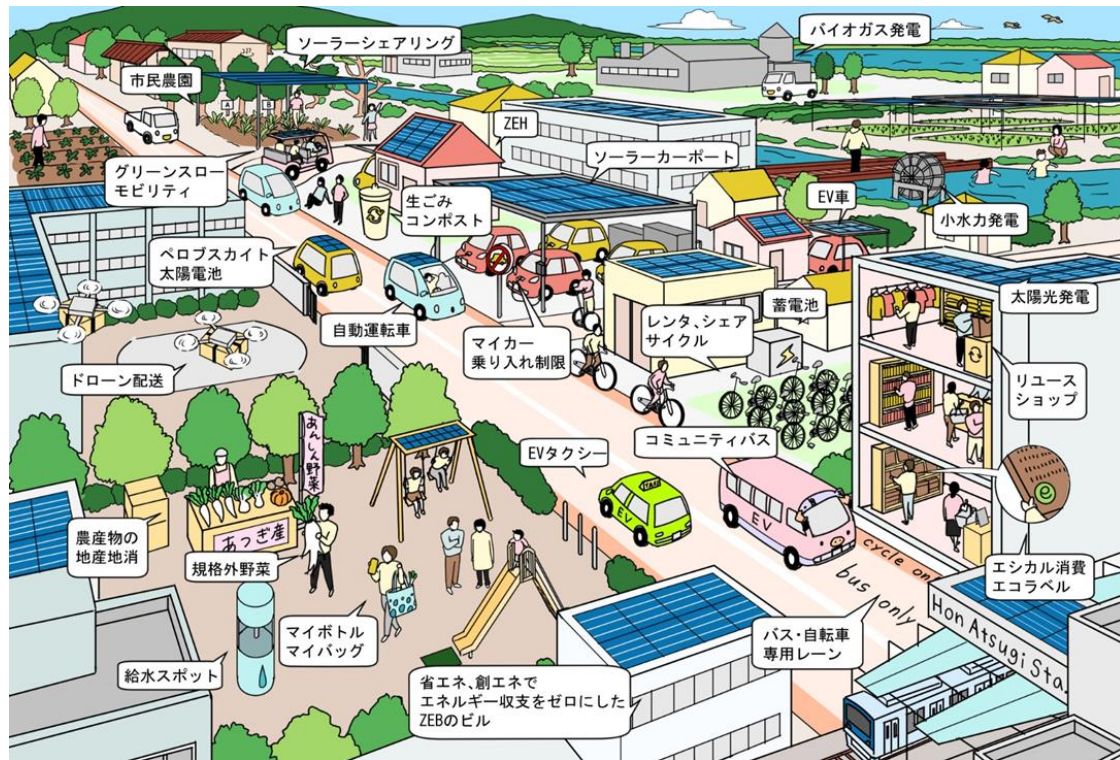 ソーラーシェアリング
バイオガス発電
市民農園
A
B
ZEH
ソーラーカーポート
グリーンスロー
モビリティ
生ごみ
コンポスト
EV車
小水力発電
ペロブスカイト
太陽電池
太陽光発電
蓄電池
自動運転車
マイカー
乗り入れ制限
レンタ、シェア
サイクル
ドローン配送
リユース
ショップ
あんしん野菜
EVタクシー
コミュニティバス
TAXI
EV
EV
e
農産物の
地産地消
あつぎ産
規格外野菜
cycle on
bus only
エシカル消費
エコラベル
Hon Atsugi Sta.
マイボトル
マイバッグ
バス・自転車
専用レーン
給水スポット
省エネ、創エネで
エネルギー収支をゼロにした
ZEBのビル